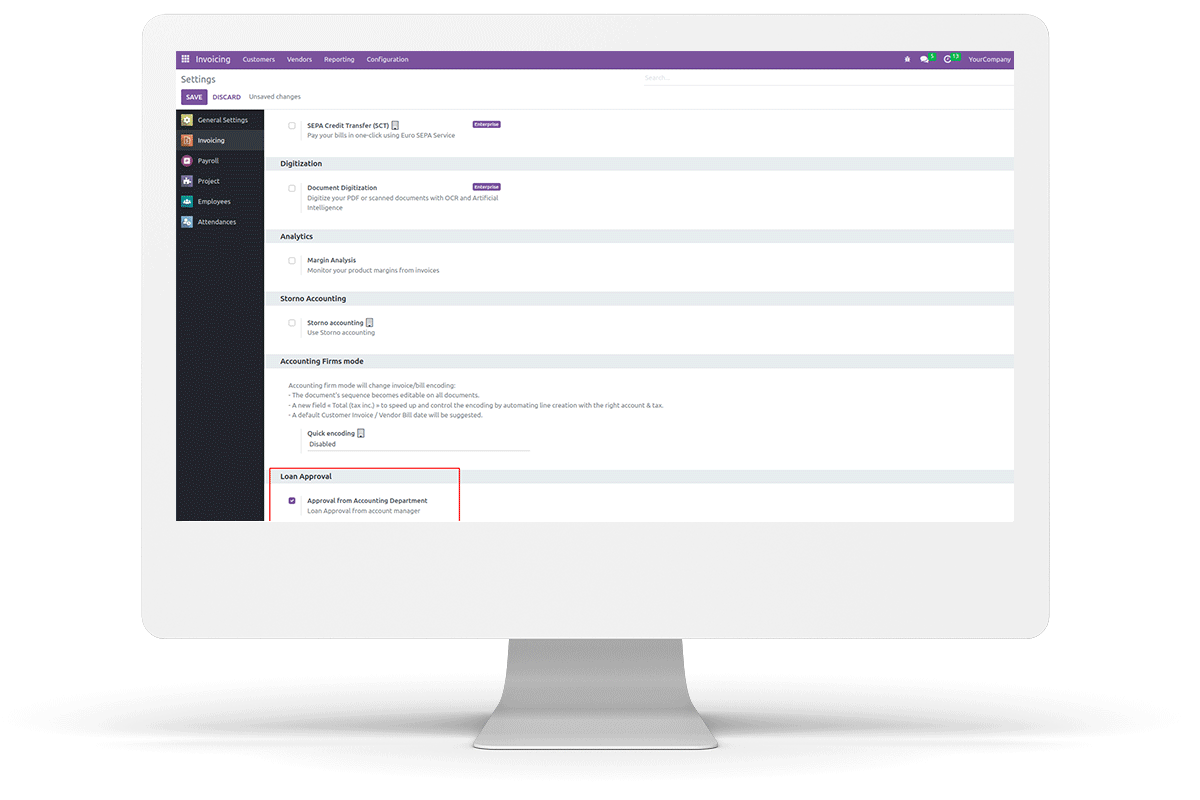 Invoicing Customers Vendors Reporting Configuration 5 13 YourCompany
Settings Search...
SAVE DISCARD Unsaved changes
General Settings
Invoicing
Payroll
Project
Employees
Attendances
SEPA Credit Transfer (SCT) Enterprise
Pay your bills in one-click using Euro SEPA Service
Digitization
Document Digitization Enterprise
Digitize your PDF or scanned documents with OCR and Artificial
Intelligence
Analytics
Margin Analysis
Monitor your product margins from invoices
Storno Accounting
Storno accounting
Use Storno accounting
Accounting Firms mode
Accounting firm mode will change invoice/bill encoding:
- The document's sequence becomes editable on all documents.
- A new field « Total (tax inc.) » to speed up and control the encoding by automating line creation with the right account & tax.
- A default Customer Invoice / Vendor Bill date will be suggested.
Quick encoding
Disabled
Loan Approval
Approval from Accounting Department
Loan Approval from account manager